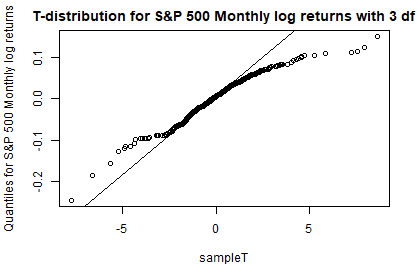 T-distribution for S&P 500 Monthly log returns with 3 df
Quantiles for S&P 500 Monthly log returns
0.1
0.0
-0.1
-0.2
-5
0
5
sampleT